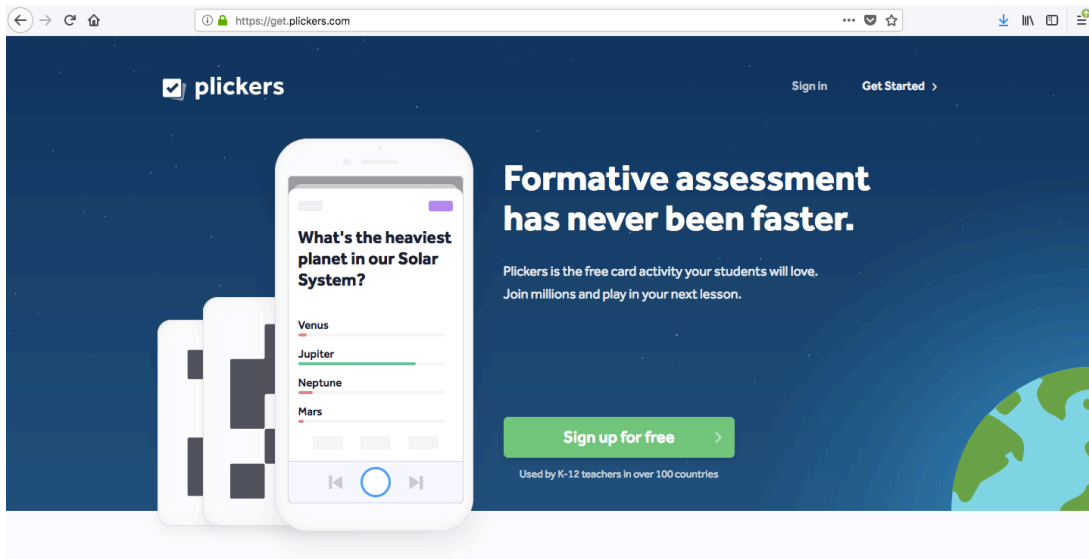 https://get.plickers.com
plickers
Sign in
Get Started
Formative assessment
has never been faster.
Plickers is the free card activity your students will love.
Join millions and play in your next lesson.
What's the heaviest
planet in our Solar
System?
Venus
Jupiter
Neptune
Mars
Sign up for free
Used by K-12 teachers in over 100 countries